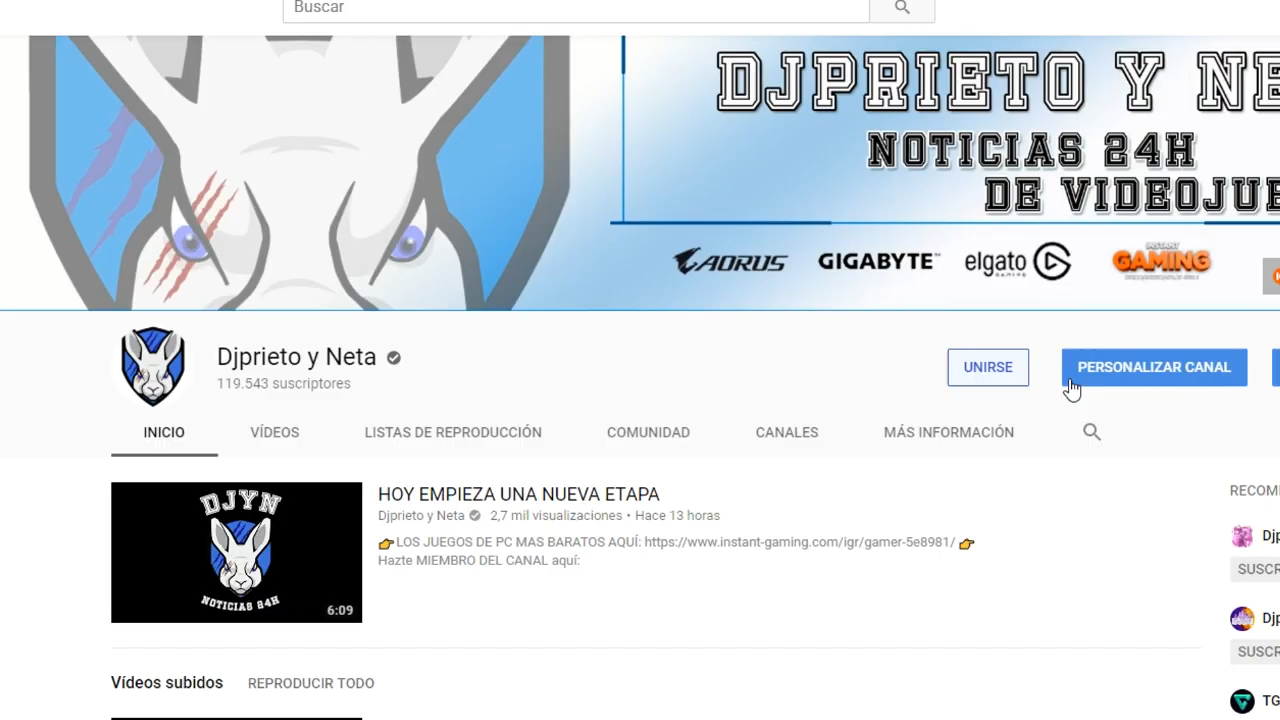 Buscar
DJPRIETO Y NE
NOTICIAS 24H
DE VIDEOJUE
AORUS GIGABYTE™ elgato GAMING INSTANT GAMING
Djprieto y Neta
119.543 suscriptores
UNIRSE PERSONALIZAR CANAL
INICIO VÍDEOS LISTAS DE REPRODUCCIÓN COMUNIDAD CANALES MÁS INFORMACIÓN
DJYN
NOTICIAS 24H
6:09
HOY EMPIEZA UNA NUEVA ETAPA
Djprieto y Neta 2,7 mil visualizaciones • Hace 13 horas
👉LOS JUEGOS DE PC MAS BARATOS AQUÍ: https://www.instant-gaming.com/igr/gamer-5e8981/ 👉
Hazte MIEMBRO DEL CANAL aquí:
RECOM
Djp
SUSCR
Djp
SUSCR
TG
Vídeos subidos REPRODUCIR TODO